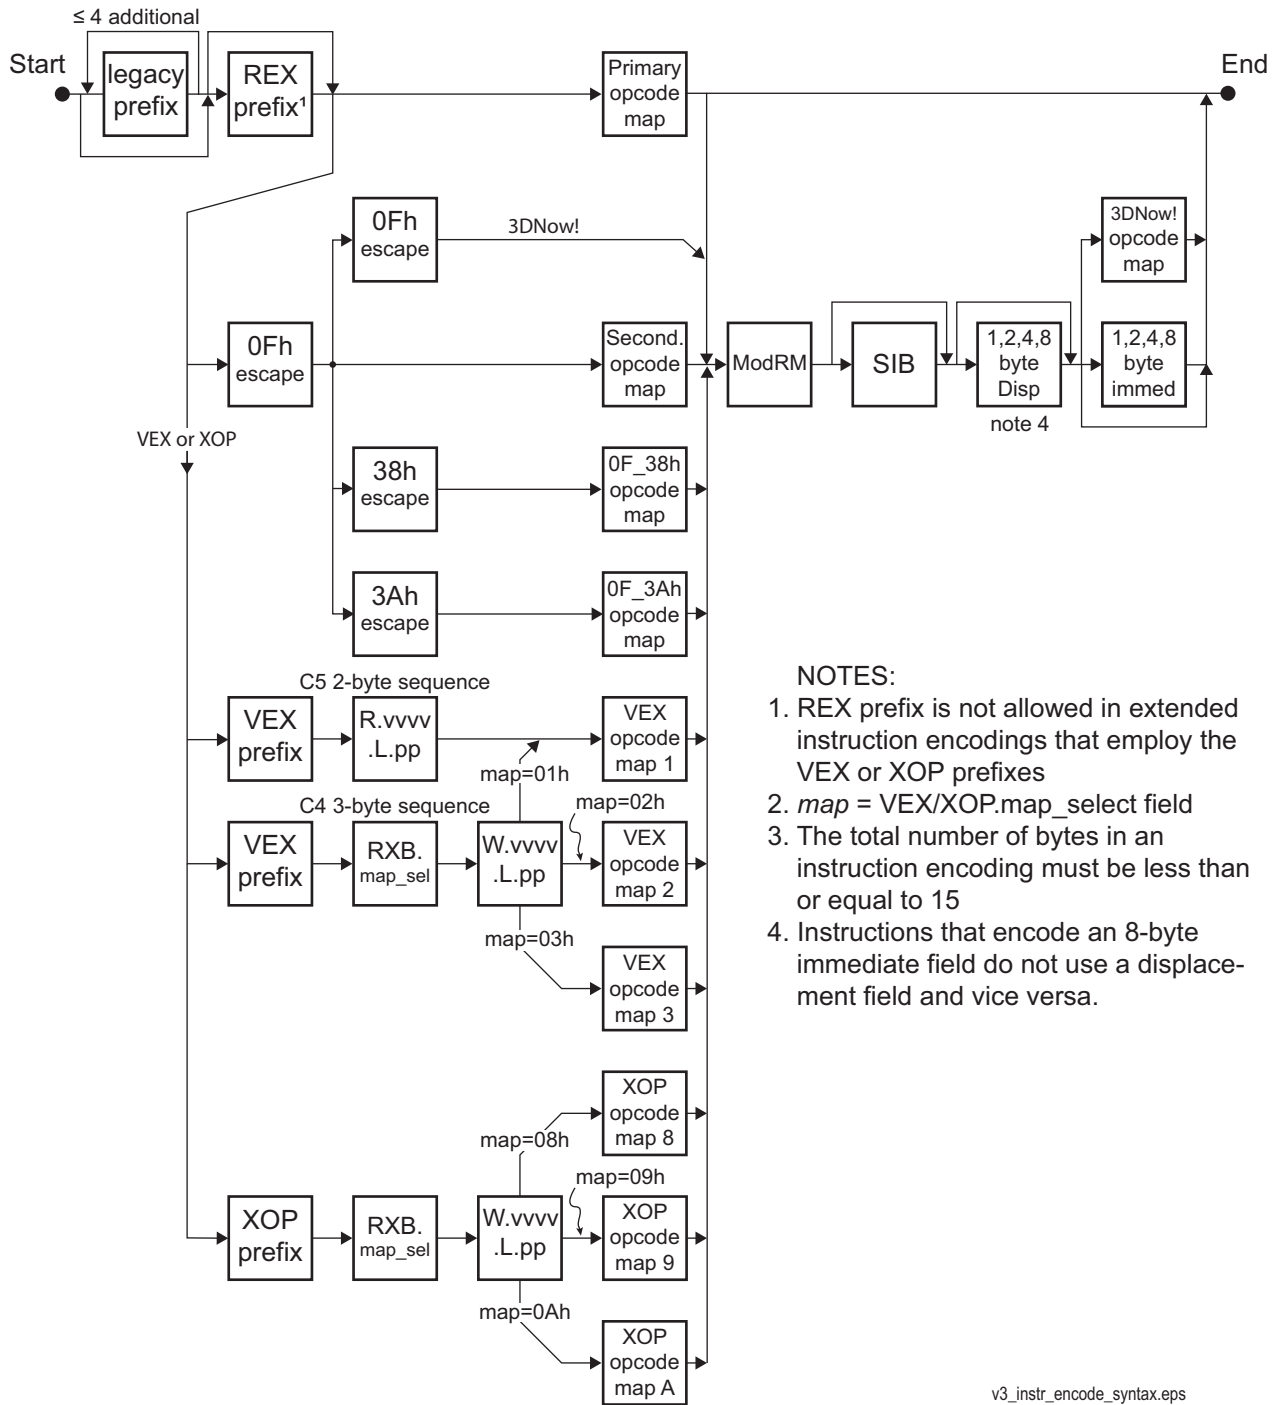 ≤ 4 additional
Start
legacy
prefix
REX
prefix¹
Primary
opcode
map
End
0Fh
escape
3DNow!
3DNow!
opcode
map
0Fh
escape
Second.
opcode
map
ModRM
SIB
1,2,4,8
byte
Disp
note 4
1,2,4,8
byte
immed
VEX or XOP
38h
escape
0F_38h
opcode
map
3Ah
escape
0F_3Ah
opcode
map
C5 2-byte sequence
VEX
prefix
R.vvvv
.L.pp
VEX
opcode
map 1
map=01h
C4 3-byte sequence
map=02h
VEX
prefix
RXB.
map_sel
W.vvvv
.L.pp
VEX
opcode
map 2
map=03h
VEX
opcode
map 3
NOTES:
1. REX prefix is not allowed in extended
instruction encodings that employ the
VEX or XOP prefixes
2. map = VEX/XOP.map_select field
3. The total number of bytes in an
instruction encoding must be less than
or equal to 15
4. Instructions that encode an 8-byte
immediate field do not use a displace-
ment field and vice versa.
XOP
opcode
map 8
map=08h
map=09h
XOP
prefix
RXB.
map_sel
W.vvvv
.L.pp
XOP
opcode
map 9
map=0Ah
XOP
opcode
map A
v3_instr_encode_syntax.eps